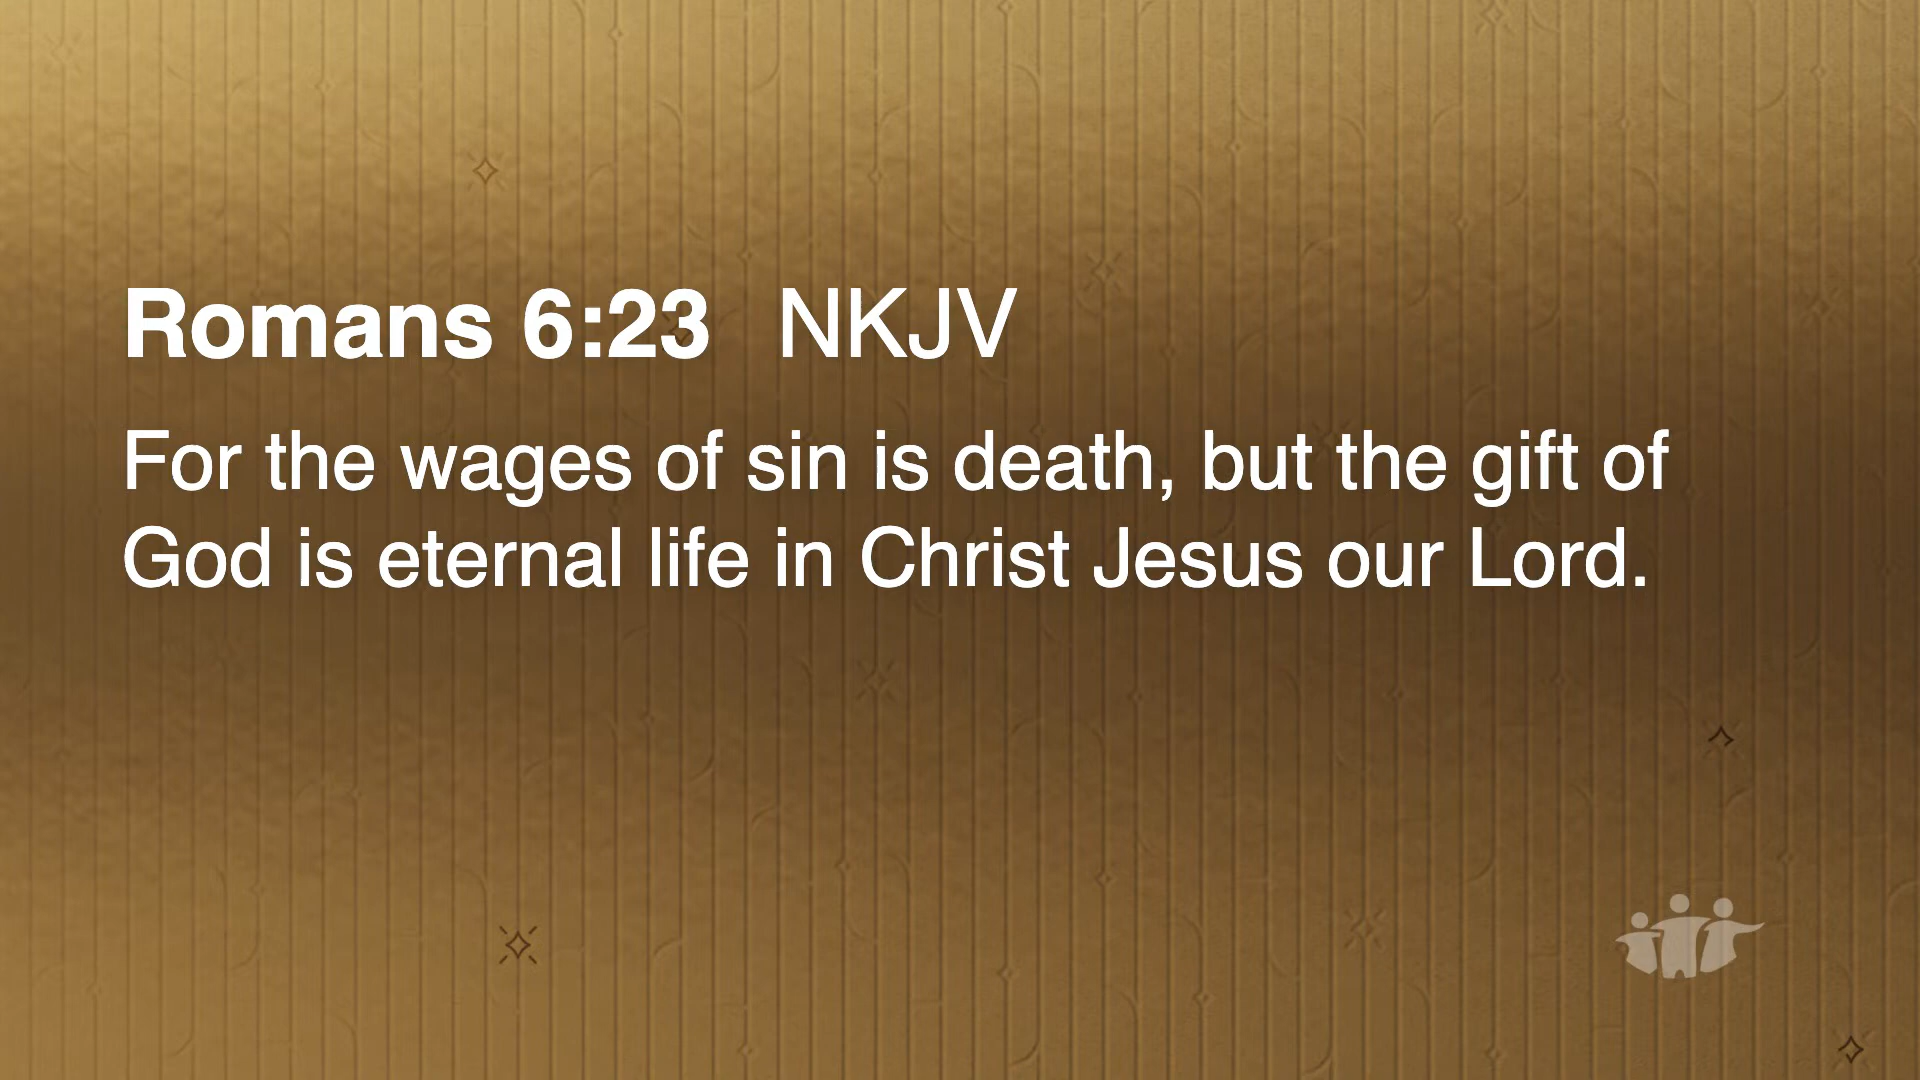 Romans 6:23 NKJV
For the wages of sin is death, but the gift of
God is eternal life in Christ Jesus our Lord.